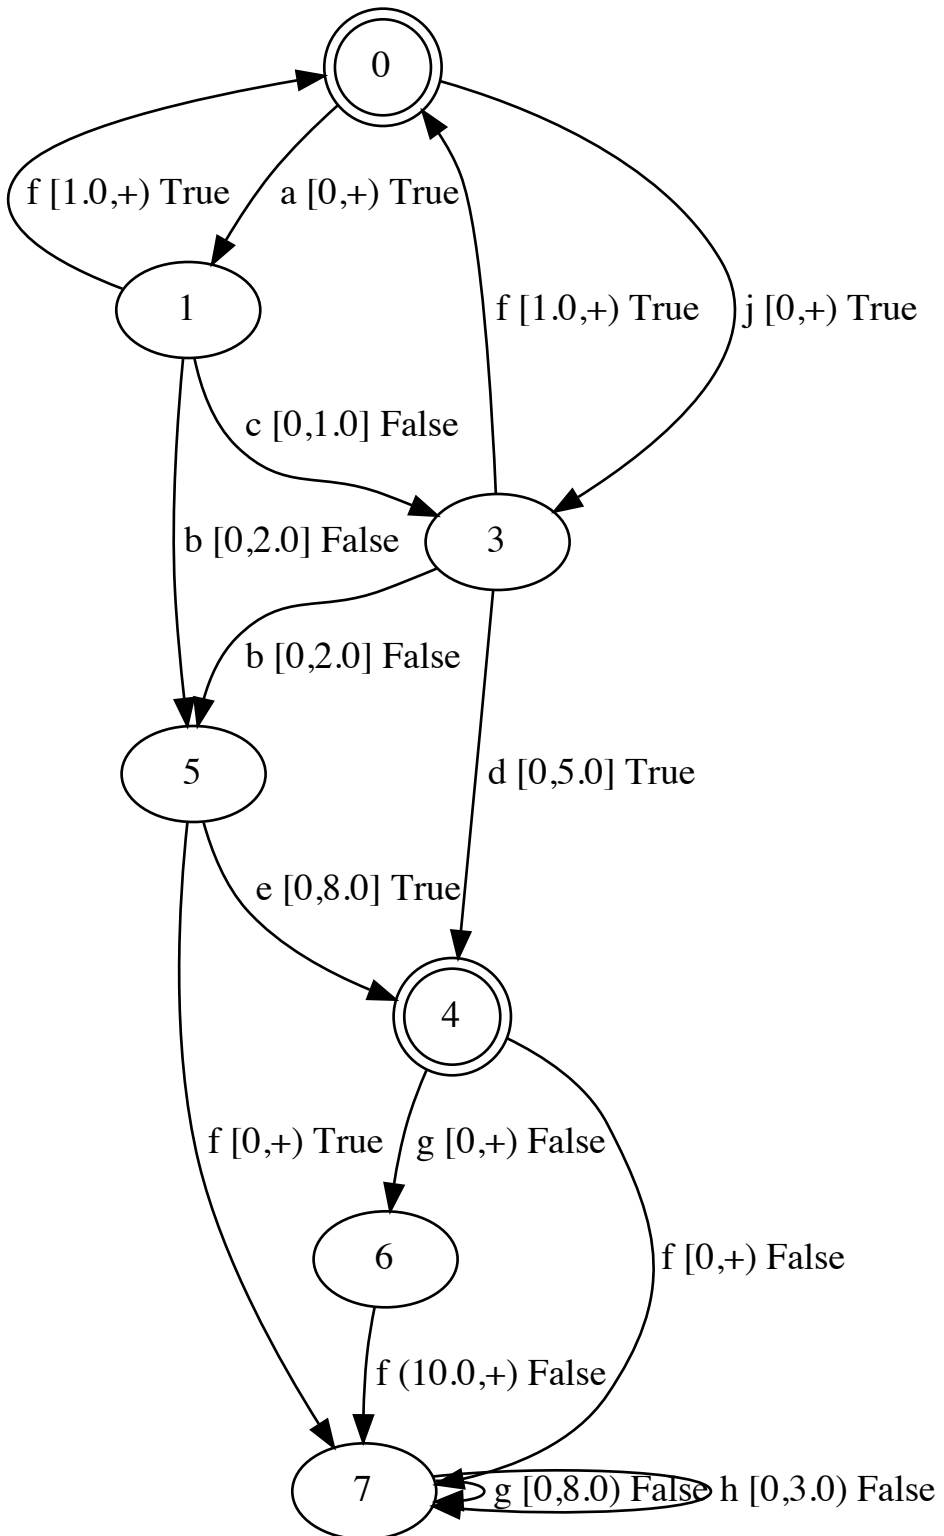 0
f [1.0,+) True
a [0,+) True
1
f [1.0,+) True
j [0,+) True
c [0,1.0] False
b [0,2.0] False
3
b [0,2.0] False
5
d [0,5.0] True
e [0,8.0] True
4
f [0,+) True
g [0,+) False
6
f [0,+) False
f (10.0,+) False
7
g [0,8.0) False
h [0,3.0) False